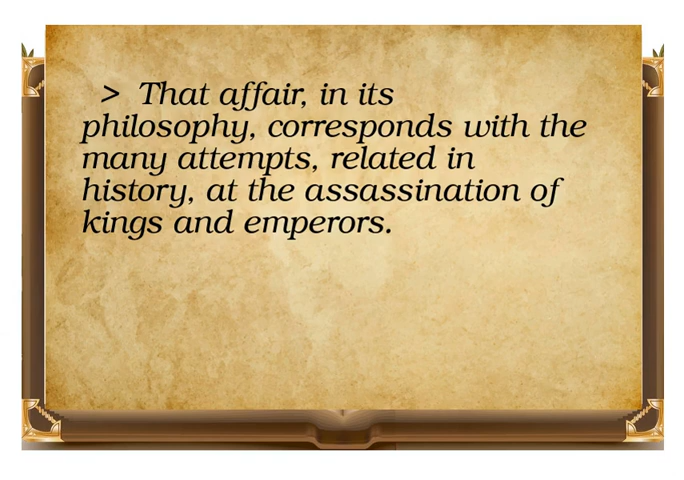 > That affair, in its
philosophy, corresponds with the
many attempts, related in
history, at the assassination of
kings and emperors.